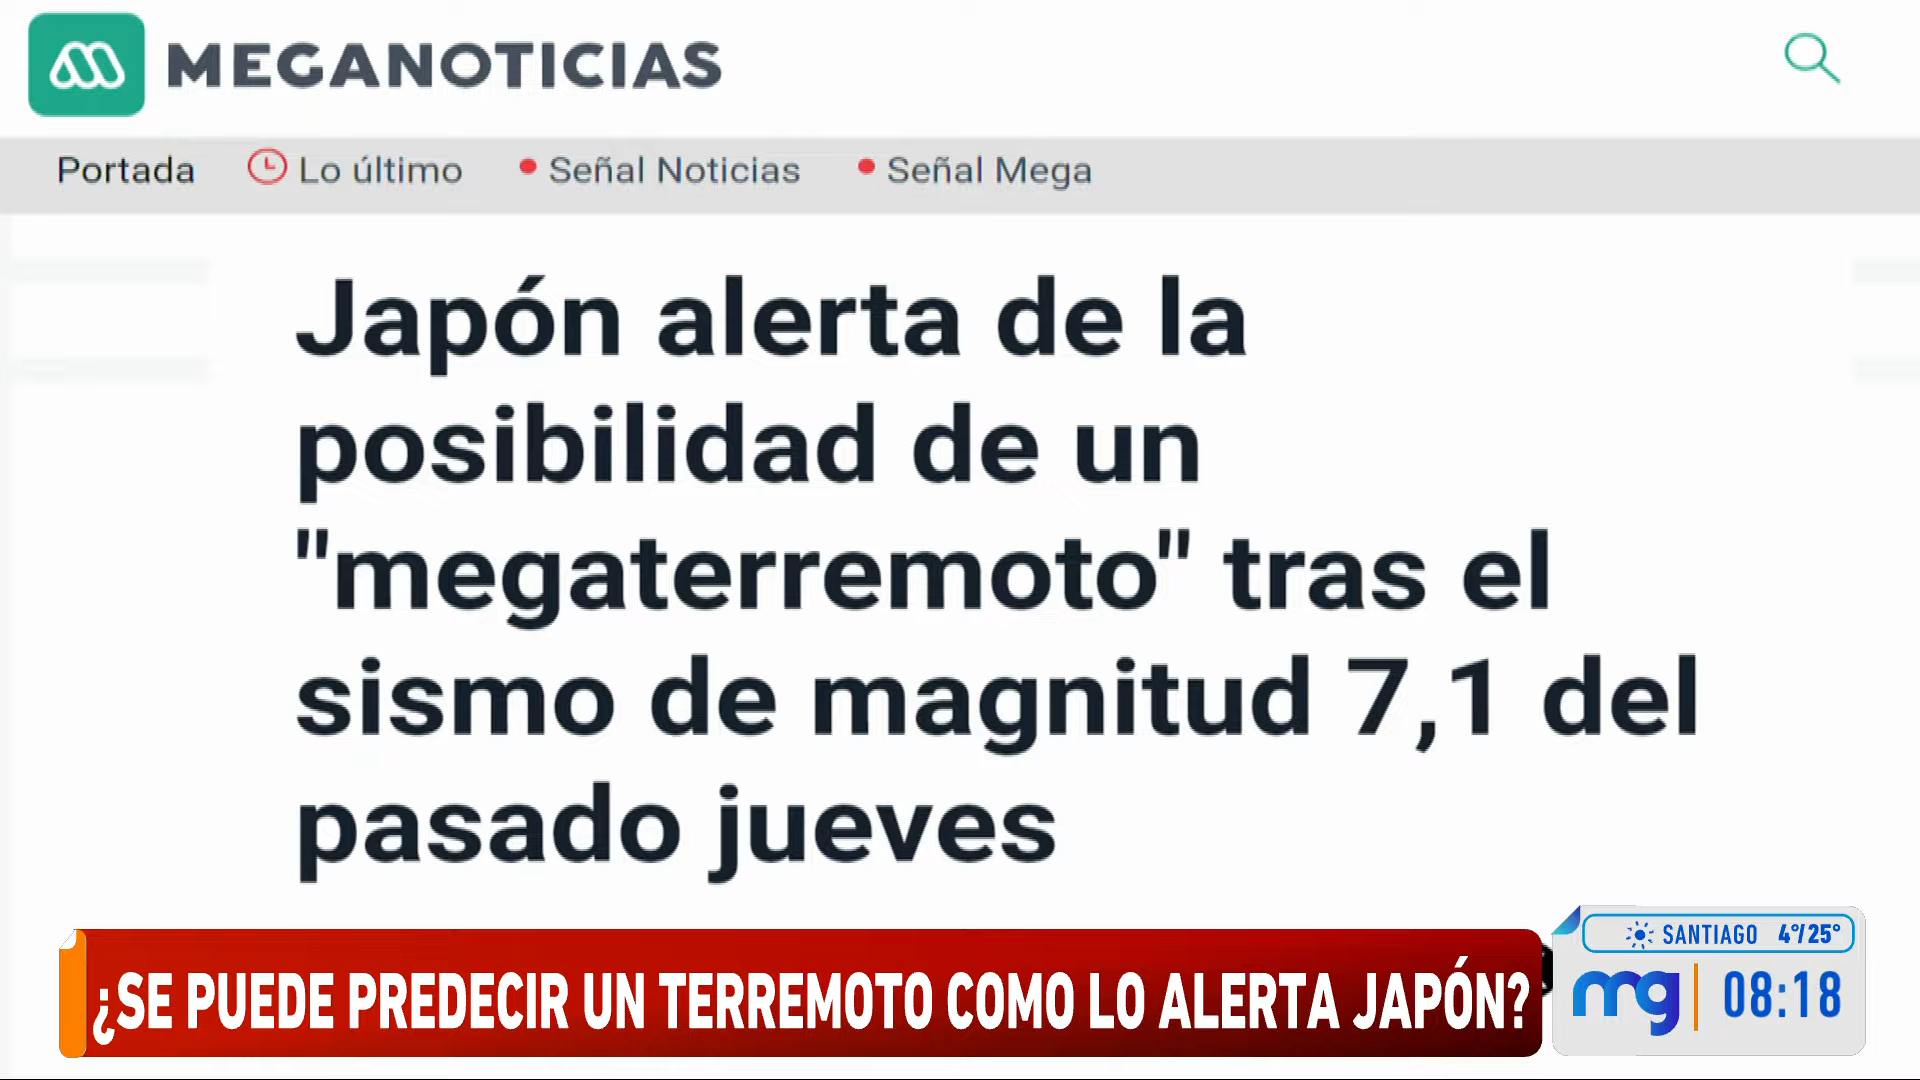 MEGANOTICIAS
Portada Lo último Señal Noticias Señal Mega
Japón alerta de la
posibilidad de un
"megaterremoto" tras el
sismo de magnitud 7,1 del
pasado jueves
¿SE PUEDE PREDECIR UN TERREMOTO COMO LO ALERTA JAPÓN?
SANTIAGO 4°/25°
mg 08:18